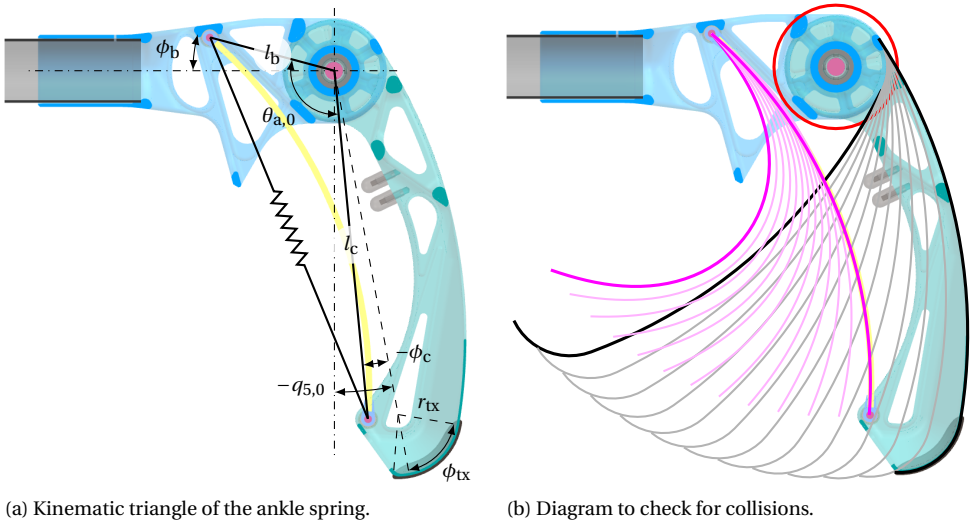 ϕb
lb
θa,0
lc
−ϕc
−q5,0
rtx
ϕtx
(a) Kinematic triangle of the ankle spring.
(b) Diagram to check for collisions.